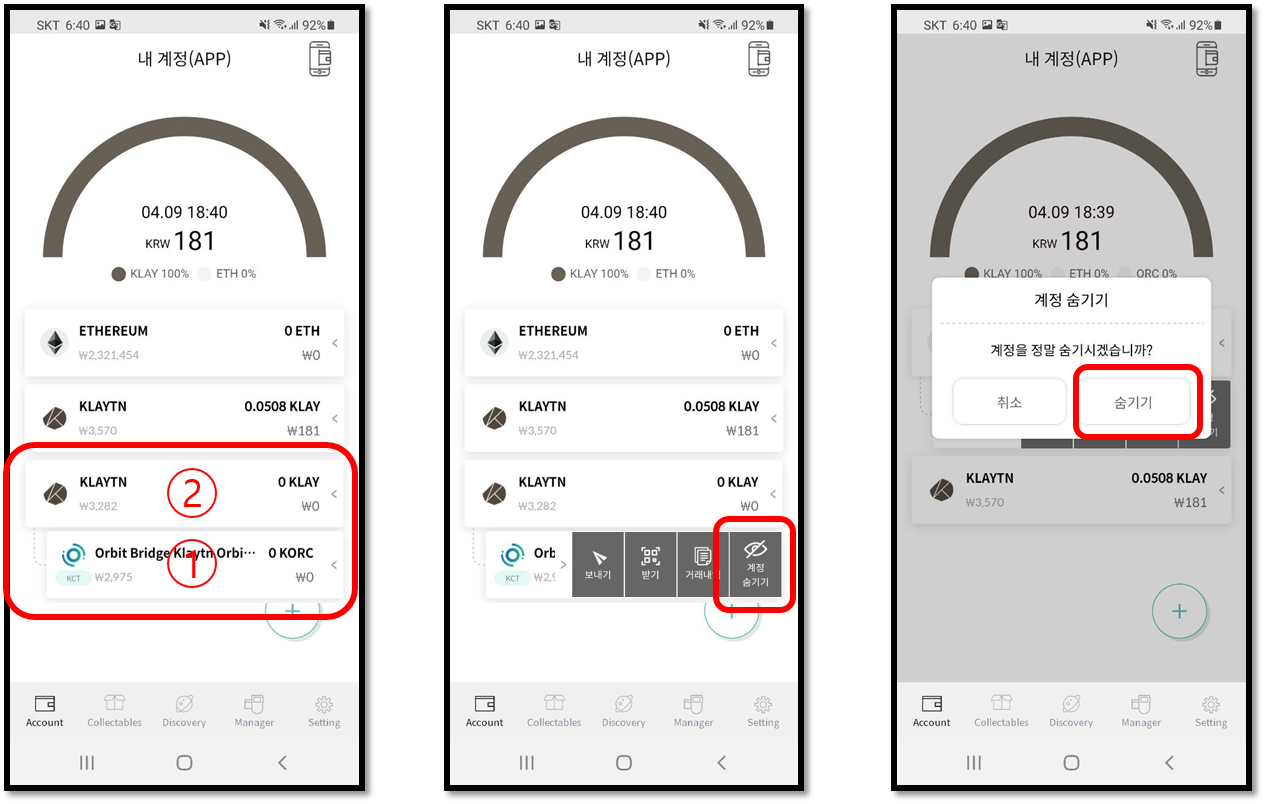 SKT 6:40 92%
내 계정(APP)
04.09 18:40
KRW 181
KLAY 100% ETH 0%
ETHEREUM 0 ETH
₩2,321,454 ₩0
KLAYTN 0.0508 KLAY
₩3,570 ₩181
KLAYTN ② 0 KLAY
₩3,282 ₩0
Orbit Bridge Klaytn Orbi··· 0 KORC
KCT ₩2,975 ① ₩0
+
Account Collectables Discovery Manager Setting
SKT 6:40 92%
내 계정(APP)
04.09 18:40
KRW 181
KLAY 100% ETH 0%
ETHEREUM 0 ETH
₩2,321,454 ₩0
KLAYTN 0.0508 KLAY
₩3,570 ₩181
KLAYTN 0 KLAY
₩3,282 ₩0
Orb
KCT
보내기 받기 계정
숨기기
+
Account Collectables Discovery Manager Setting
SKT 6:40 92%
내 계정(APP)
04.09 18:39
KRW 181
KLAY 100% ETH 0% ORC 0%
계정 숨기기
계정을 정말 숨기시겠습니까?
취소 숨기기
KLAYTN 0.0508 KLAY
₩3,570 ₩181
+
Account Collectables Discovery Manager Setting